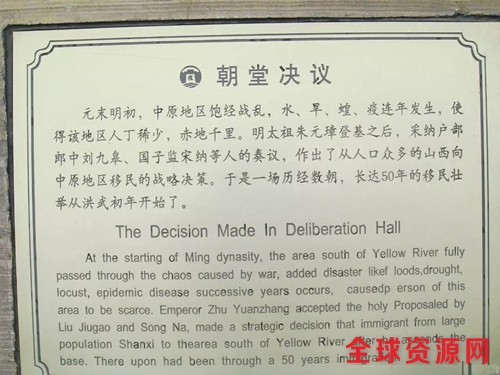 朝堂决议
元末明初，中原地区饱经战乱，水、旱、蝗、疫连年发生，使
得该地区人丁稀少，赤地千里。明太祖朱元璋登基之后，采纳户部
郎中刘九皋、国子监宋纳等人的奏议，作出了从人口众多的山西向
中原地区移民的战略决策。于是一场历经数朝，长达50年的移民壮
举从洪武初年开始了。
The Decision Made In Deliberation Hall
At the starting of Ming dynasty, the area south of Yellow River fully
passed through the chaos caused by war, added disaster likef loods,drought,
locust, epidemic disease successive years occurs, causedp erson of this
area to be scarce. Emperor Zhu Yuanzhang accepted the holy Proposaled by
Liu Jiugao and Song Na, made a strategic decision that immigrant from large
population Shanxi to thearea south of Yellow River after he ascends the
base. There upon had been through a 50 years
全球资源网